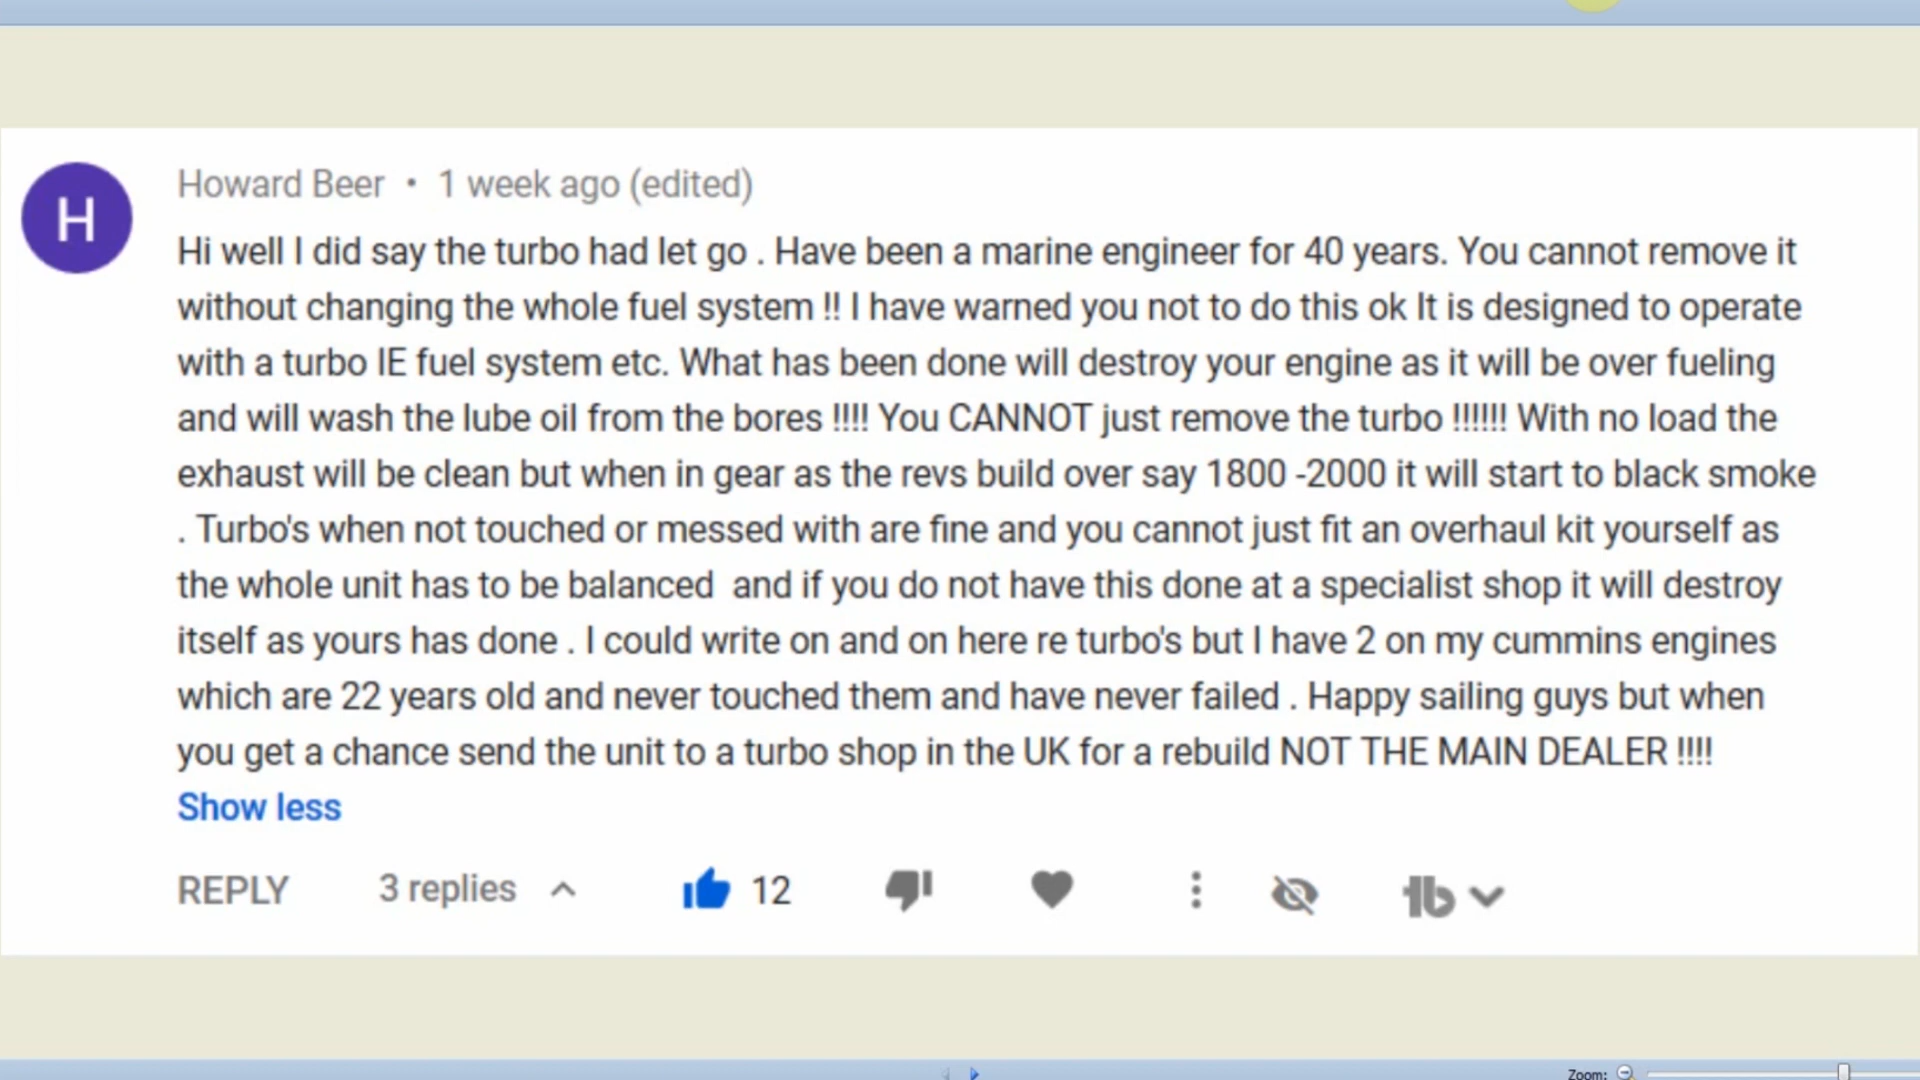 H
Howard Beer • 1 week ago (edited)
Hi well I did say the turbo had let go . Have been a marine engineer for 40 years. You cannot remove it
without changing the whole fuel system !! I have warned you not to do this ok It is designed to operate
with a turbo IE fuel system etc. What has been done will destroy your engine as it will be over fueling
and will wash the lube oil from the bores !!!! You CANNOT just remove the turbo !!!!!! With no load the
exhaust will be clean but when in gear as the revs build over say 1800 -2000 it will start to black smoke
. Turbo's when not touched or messed with are fine and you cannot just fit an overhaul kit yourself as
the whole unit has to be balanced  and if you do not have this done at a specialist shop it will destroy
itself as yours has done . I could write on and on here re turbo's but I have 2 on my cummins engines
which are 22 years old and never touched them and have never failed . Happy sailing guys but when
you get a chance send the unit to a turbo shop in the UK for a rebuild NOT THE MAIN DEALER !!!!
Show less
REPLY 3 replies 12 tb
Zoom: